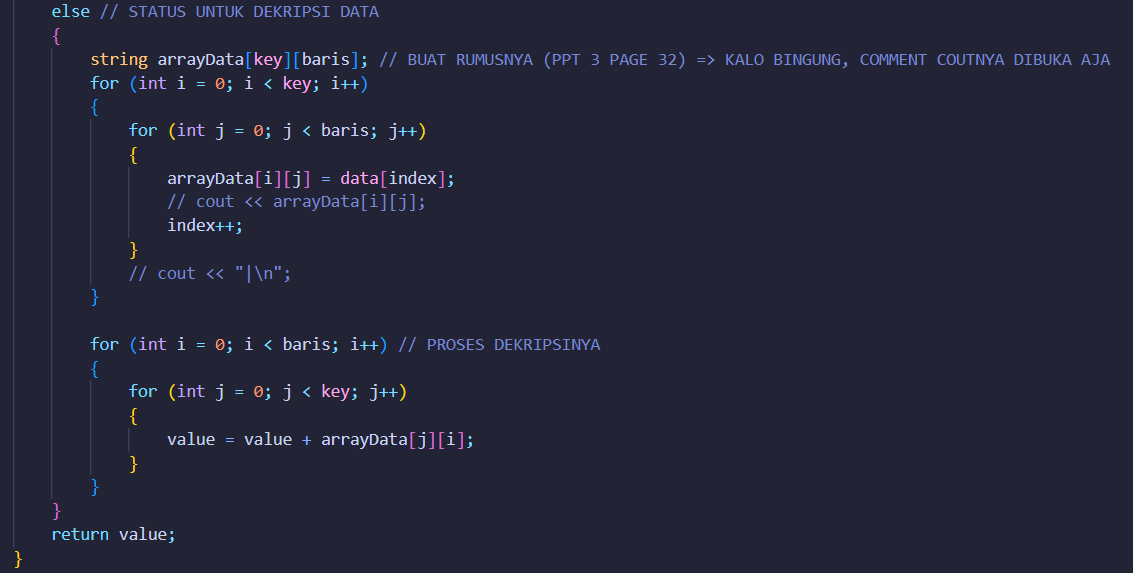 else // STATUS UNTUK DEKRIPSI DATA
{
string arrayData[key][baris]; // BUAT RUMUSNYA (PPT 3 PAGE 32) => KALO BINGUNG, COMMENT COUTNYA DIBUKA AJA
for (int i = 0; i < key; i++)
{
for (int j = 0; j < baris; j++)
{
arrayData[i][j] = data[index];
// cout << arrayData[i][j];
index++;
}
// cout << "|\n";
}
for (int i = 0; i < baris; i++) // PROSES DEKRIPSINYA
{
for (int j = 0; j < key; j++)
{
value = value + arrayData[j][i];
}
}
}
return value;
}